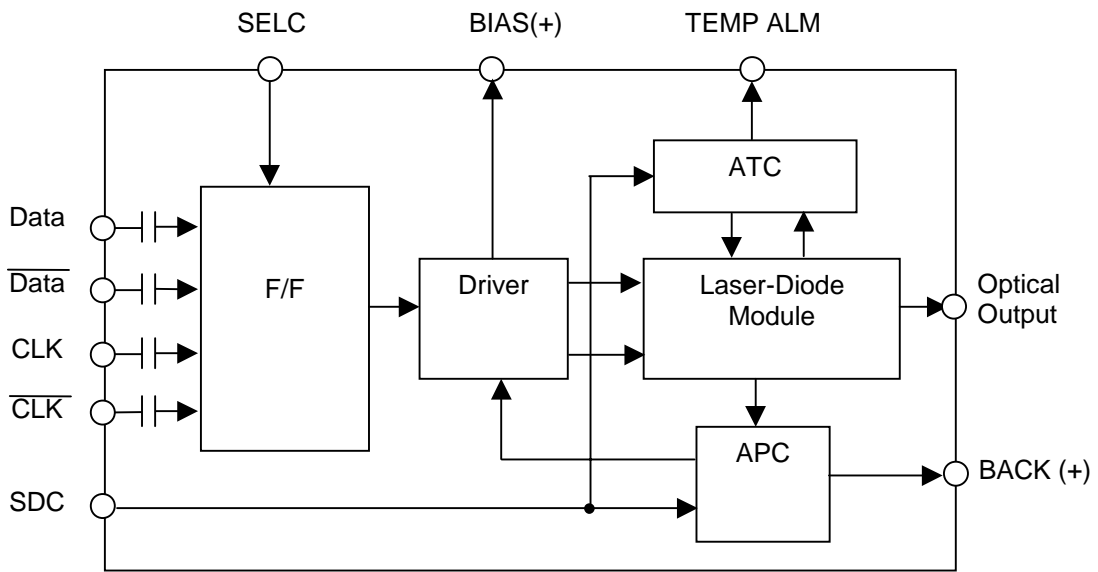 SELC
BIAS(+)
TEMP ALM
ATC
Data
Data
CLK
CLK
SDC
F/F
Driver
Laser-Diode
Module
Optical
Output
APC
BACK (+)